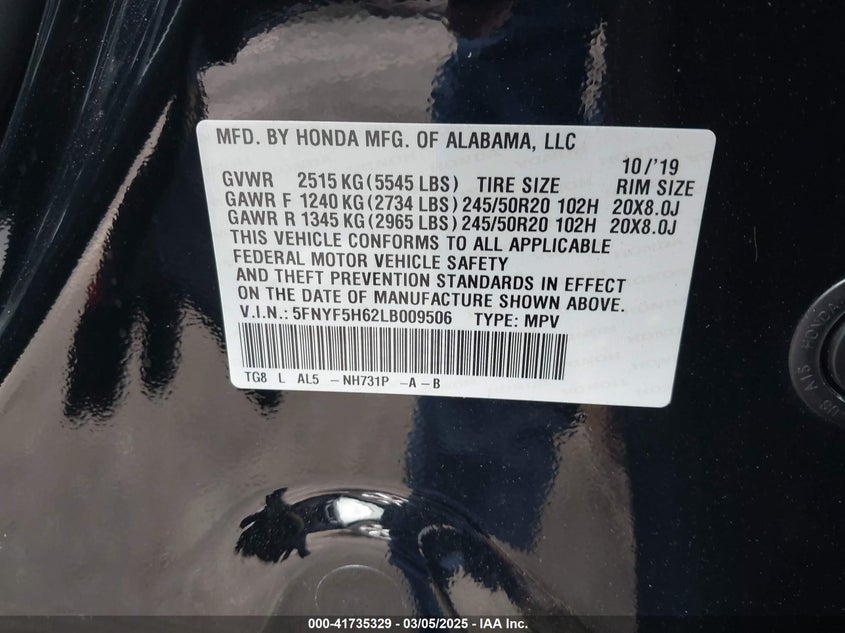 MFD. BY HONDA MFG. OF ALABAMA, LLC
10/'19
GVWR 2515 KG (5545 LBS) TIRE SIZE RIM SIZE
GAWR F 1240 KG (2734 LBS) 245/50R20 102H 20X8.0J
GAWR R 1345 KG (2965 LBS) 245/50R20 102H 20X8.0J
THIS VEHICLE CONFORMS TO ALL APPLICABLE
FEDERAL MOTOR VEHICLE SAFETY
AND THEFT PREVENTION STANDARDS IN EFFECT
ON THE DATE OF MANUFACTURE SHOWN ABOVE.
V.I.N.: 5FNYF5H62LB009506 TYPE: MPV
TG8 L AL5 - NH731P - A - B
HONDA
000-41735329 - 03/05/2025 - IAAI INC.